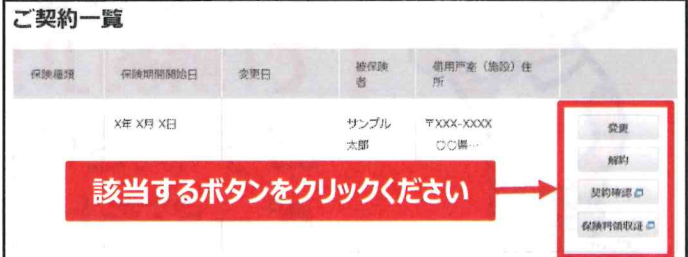 ご契約一覧
保険種類 保険期間開始日 変更日 被保険者 借用戸室（施設）住所
X年 X月 X日 サンプル 〒XXX-XXXX
太郎 〇〇県…
変更
解約
該当するボタンをクリックください
契約確認
保険料領収証